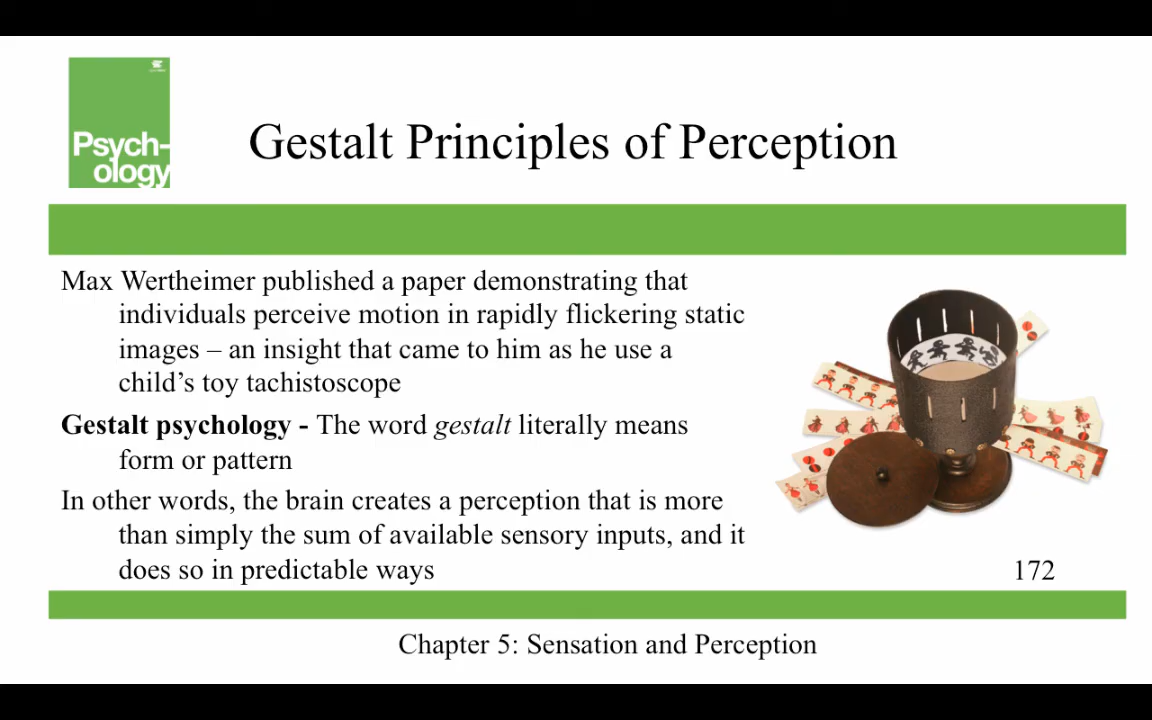 Psych-
ology
Gestalt Principles of Perception
Max Wertheimer published a paper demonstrating that
individuals perceive motion in rapidly flickering static
images – an insight that came to him as he use a
child’s toy tachistoscope
Gestalt psychology - The word gestalt literally means
form or pattern
In other words, the brain creates a perception that is more
than simply the sum of available sensory inputs, and it
does so in predictable ways
172
Chapter 5: Sensation and Perception